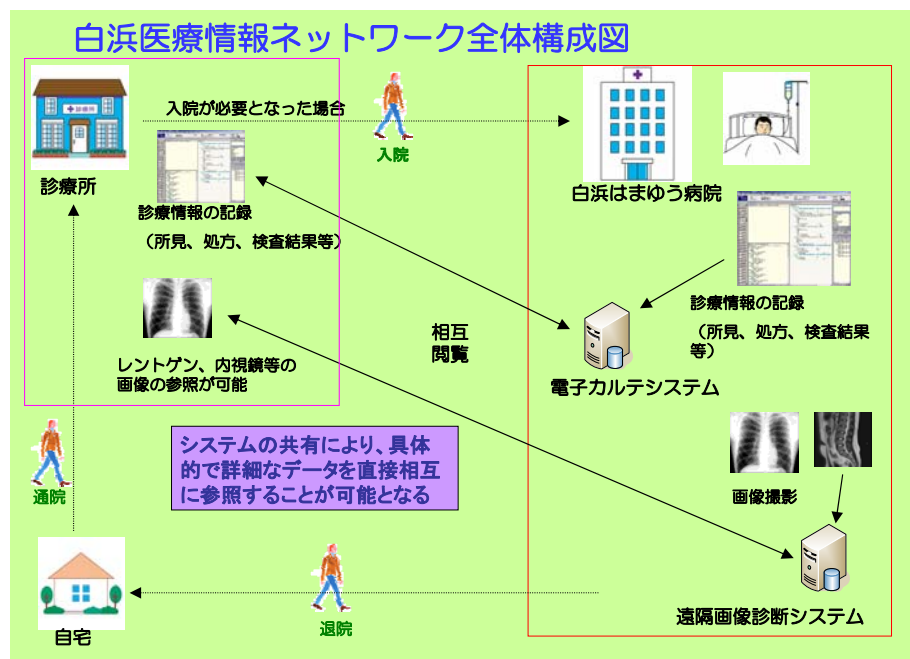 白浜医療情報ネットワーク全体構成図
診療所
入院が必要となった場合
入院
診療所
診療情報の記録
（所見、処方、検査結果等）
レントゲン、内視鏡等の
画像の参照が可能
相互
閲覧
白浜はまゆう病院
診療情報の記録
（所見、処方、検査結果
等）
電子カルテシステム
画像撮影
遠隔画像診断システム
システムの共有により、具体
的で詳細なデータを直接相互
に参照することが可能となる
通院
自宅
退院